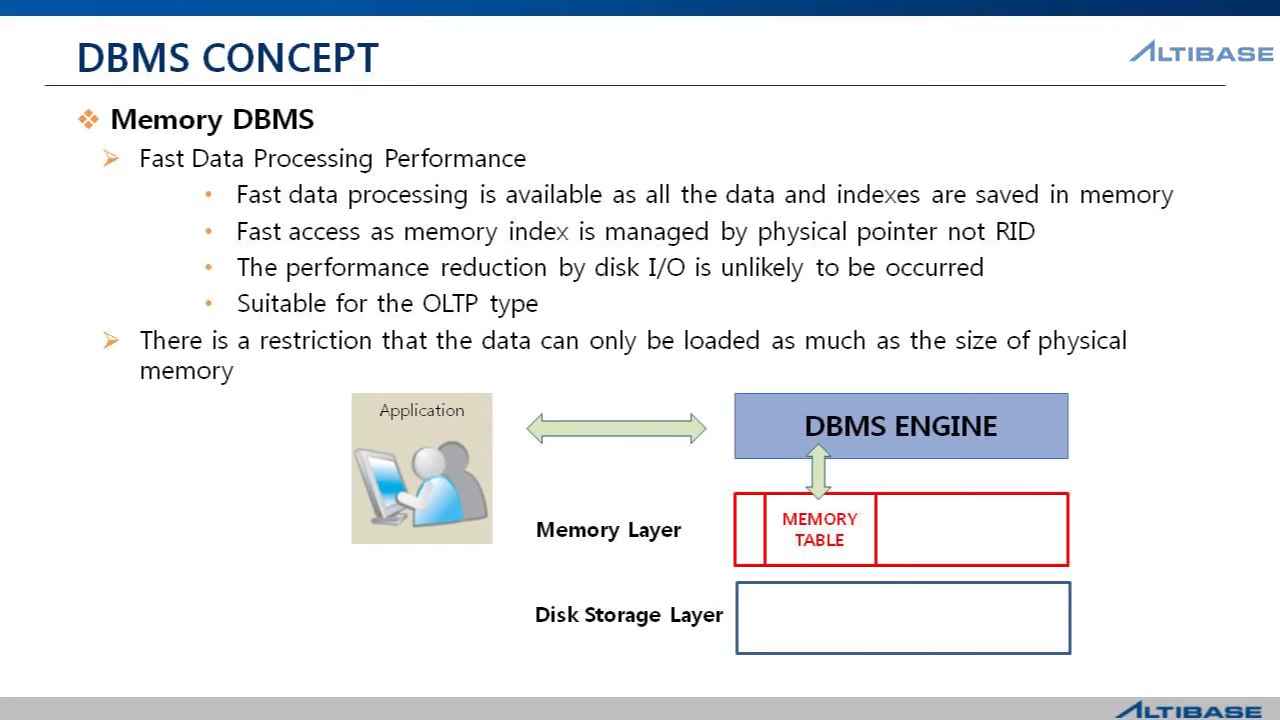 DBMS CONCEPT
ALTIBASE
Memory DBMS
Fast Data Processing Performance
Fast data processing is available as all the data and indexes are saved in memory
Fast access as memory index is managed by physical pointer not RID
The performance reduction by disk I/O is unlikely to be occurred
Suitable for the OLTP type
There is a restriction that the data can only be loaded as much as the size of physical
memory
Application
DBMS ENGINE
Memory Layer
MEMORY
TABLE
Disk Storage Layer
ALTIBASE